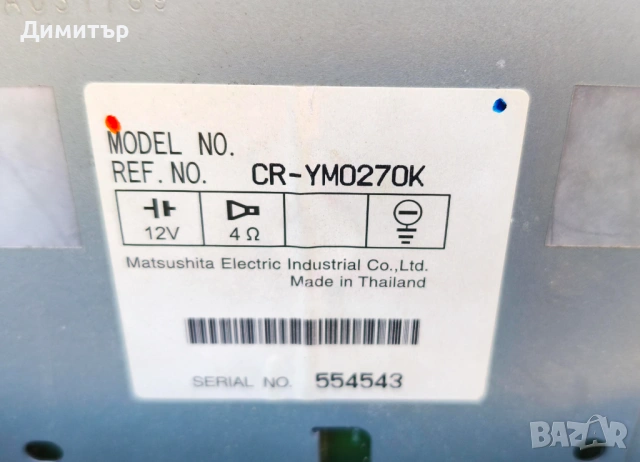 Димитър
MODEL NO.
REF. NO. CR-YM0270K
12V 4 Ω
Matsushita Electric Industrial Co.,Ltd.
Made in Thailand
SERIAL NO. 554543
BAZAR